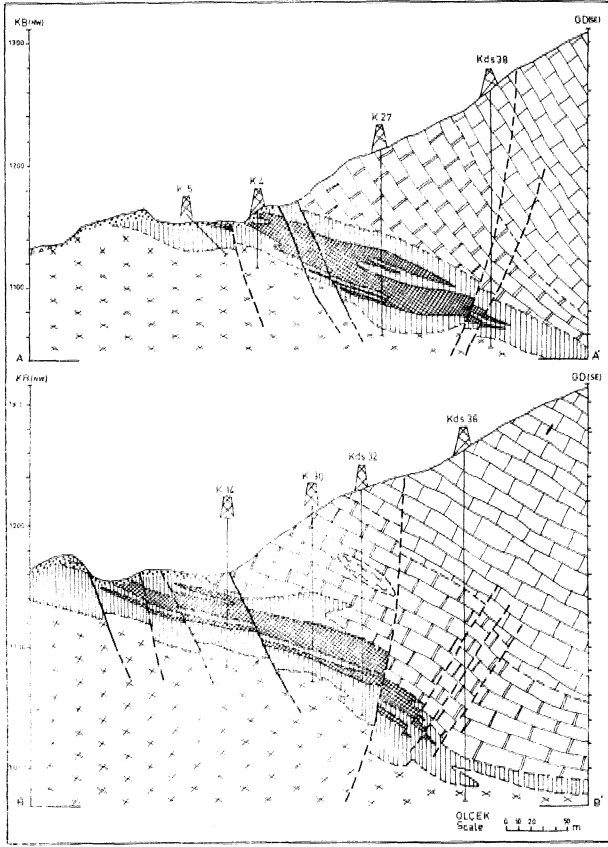 KB(NW)
GD(SE)
1300
Kds38
K 27
1200
K 5
K 4
1100
A
A'
KB(NW)
GD(SE)
Kds 36
Kds 32
K 30
K 14
1200
B
B'
ÖLÇEK
Scale
0 10 20 50 m